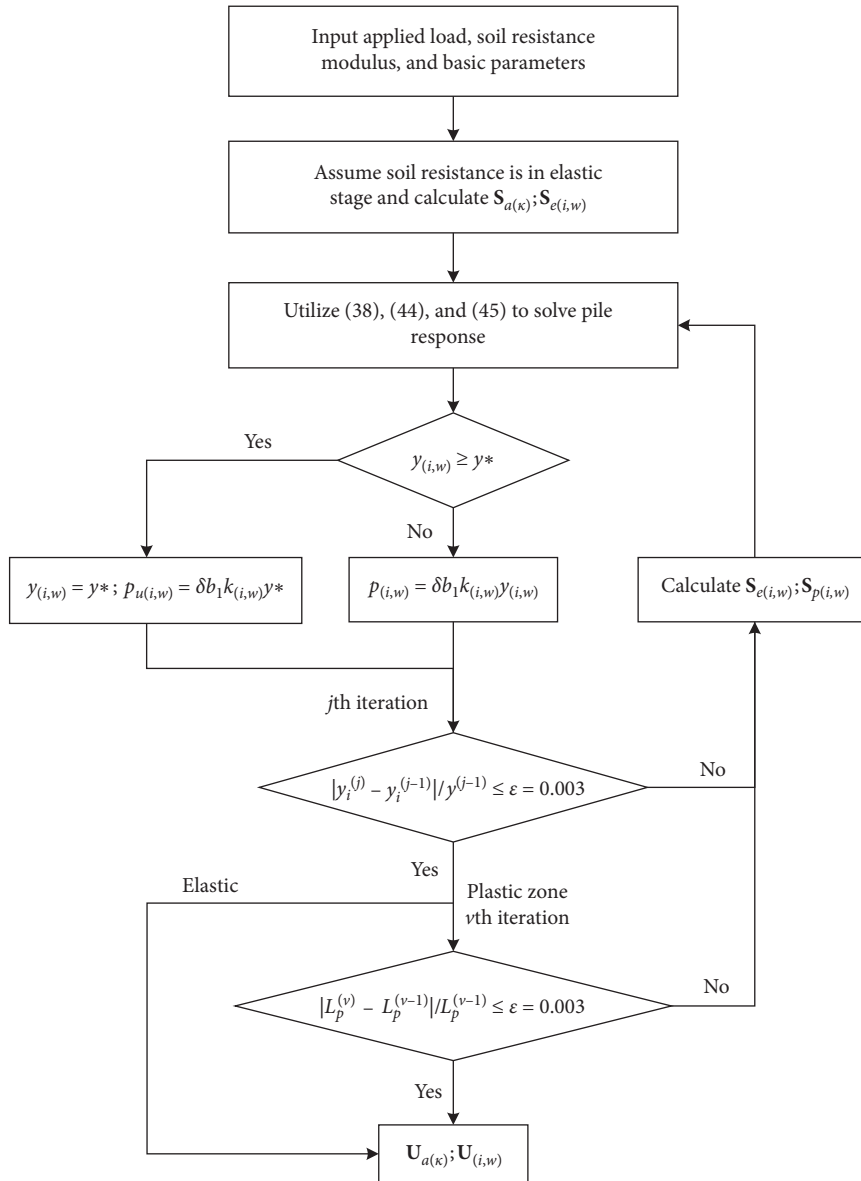 Input applied load, soil resistance
modulus, and basic parameters
Assume soil resistance is in elastic
stage and calculate S_{a(κ)}; S_{e(i,w)}
Utilize (38), (44), and (45) to solve pile
response
Yes
y_{(i,w)} ≥ y*
No
y_{(i,w)} = y*; p_{u(i,w)} = δb_1k_{(i,w)}y*
p_{(i,w)} = δb_1k_{(i,w)}y_{(i,w)}
Calculate S_{e(i,w)}; S_{p(i,w)}
jth iteration
|y_i^{(j)} – y_i^{(j–1)}|/y^{(j–1)} ≤ ε = 0.003
No
Yes
Elastic
Plastic zone
vth iteration
|L_p^{(v)} – L_p^{(v–1)}|/L_p^{(v–1)} ≤ ε = 0.003
No
Yes
U_{a(κ)}; U_{(i,w)}